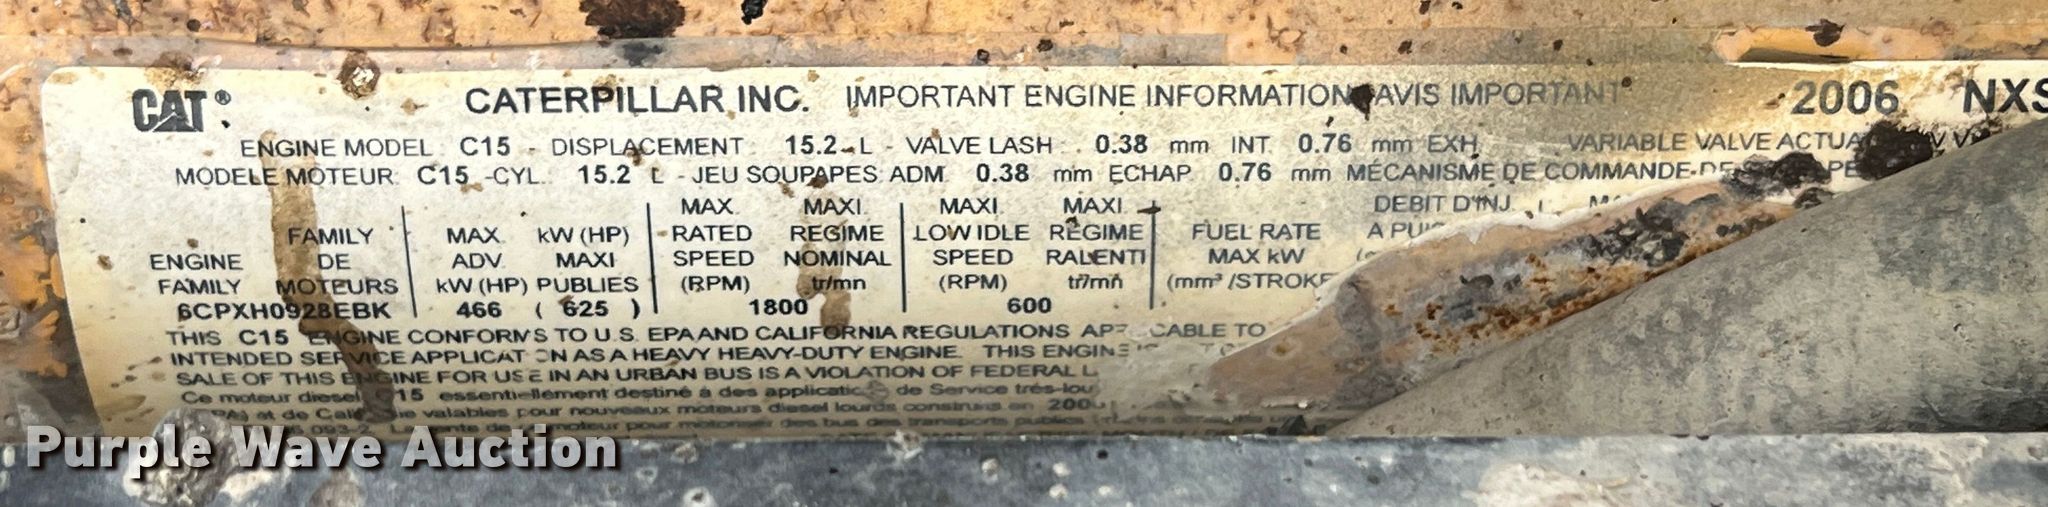 CAT® CATERPILLAR INC. IMPORTANT ENGINE INFORMATION AVIS IMPORTANT 2006 NXS
ENGINE MODEL C15 - DISPLACEMENT 15.2 L - VALVE LASH 0.38 mm INT 0.76 mm EXH VARIABLE VALVE
MODELE MOTEUR C15 -CYL. 15.2 L - JEU SOUPAPES ADM. 0.38 mm ECHAP 0.76 mm MÉCANISME DE COMMANDE
MAX. MAXI MAXI MAXI DEBIT D'INJ.
FAMILY MAX. kW (HP) RATED REGIME LOW IDLE REGIME FUEL RATE
ENGINE DE ADV. MAXI SPEED NOMINAL SPEED RALENTI MAX kW
FAMILY MOTEURS kW (HP) PUBLIES (RPM) tr/mn (RPM) tr/mn (mm³ /STROKE
6CPXH0928EBK 466 ( 625 ) 1800 600
THIS C15 ENGINE CONFORMS TO U.S. EPA AND CALIFORNIA REGULATIONS APPLICABLE TO
INTENDED SERVICE APPLICATION AS A HEAVY HEAVY-DUTY ENGINE. THIS ENGINE
SALE OF THIS ENGINE FOR USE IN AN URBAN BUS IS A VIOLATION OF FEDERAL
Ce moteur diesel C15 essentiellement destiné à des application de Service très-lou
et de valables pour nouveaux moteurs diesel lourds construits en
Purple Wave Auction